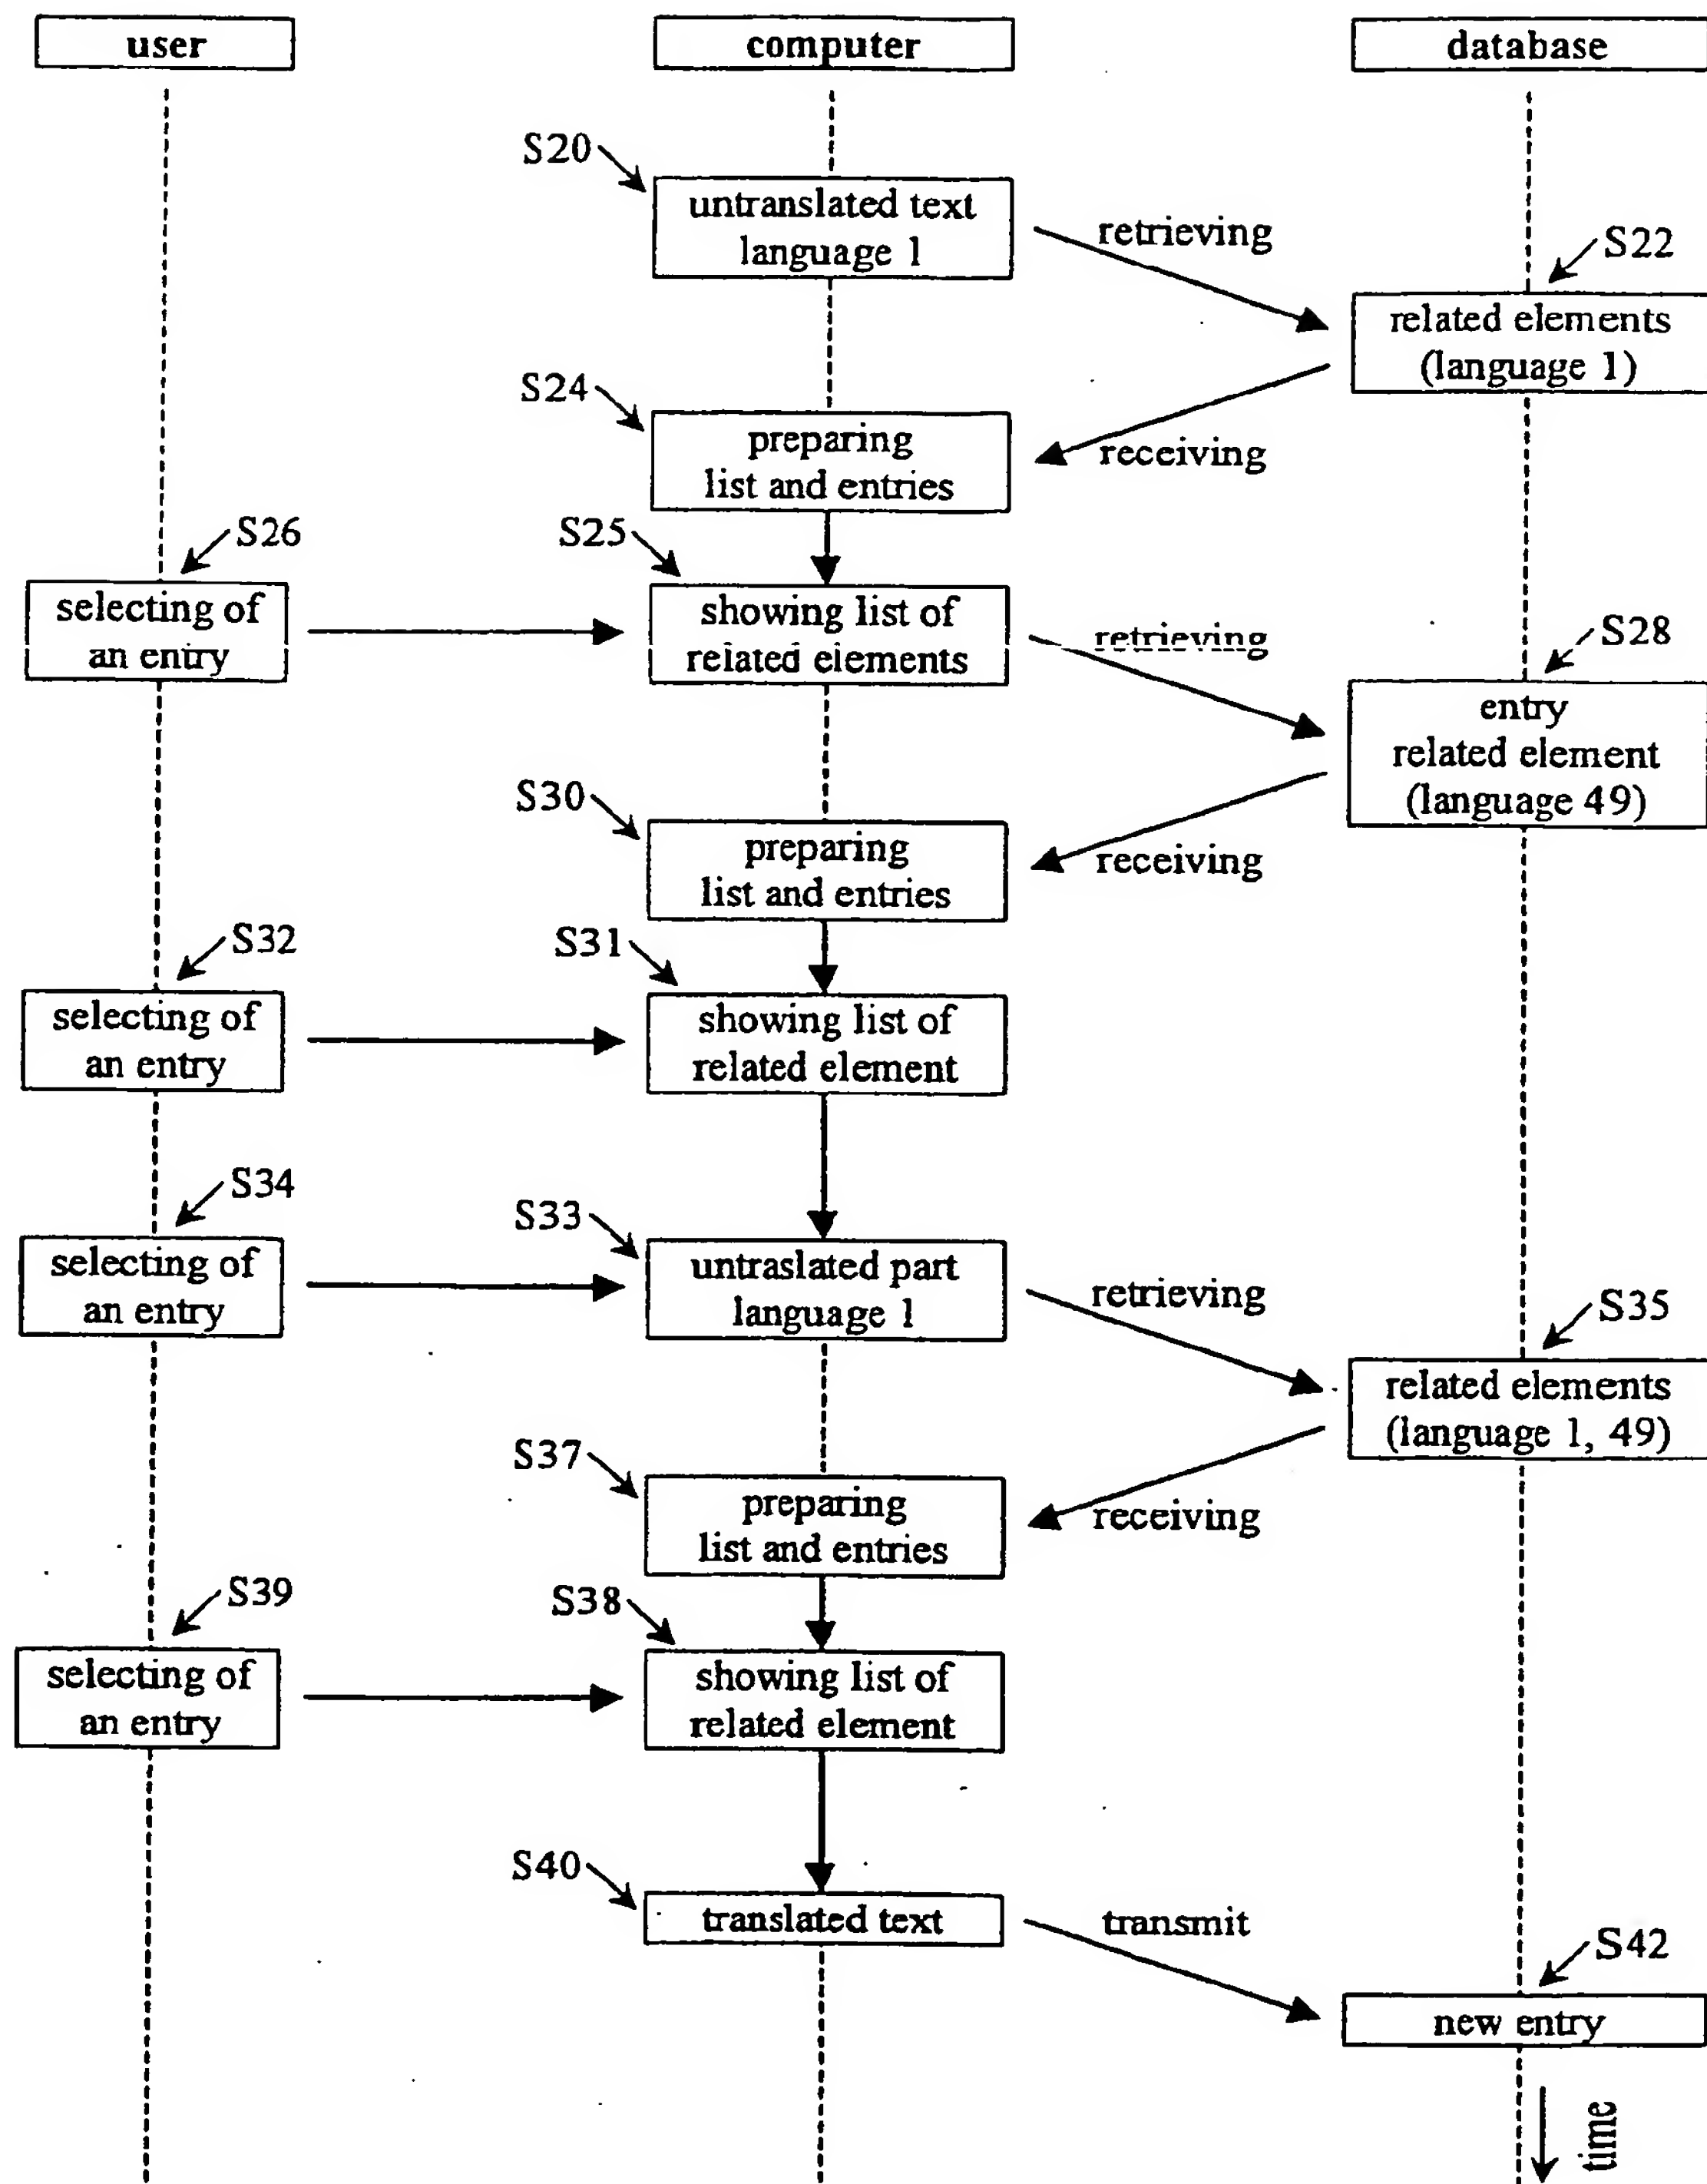 user
computer
database
S20
untranslated text
language 1
retrieving
S22
related elements
(language 1)
S24
preparing
list and entries
receiving
S26
S25
selecting of
an entry
showing list of
related elements
retrieving
S28
entry
related element
(language 49)
S30
preparing
list and entries
receiving
S32
S31
selecting of
an entry
showing list of
related element
S34
S33
selecting of
an entry
untraslated part
language 1
retrieving
S35
related elements
(language 1, 49)
S37
preparing
list and entries
receiving
S39
S38
selecting of
an entry
showing list of
related element
S40
translated text
transmit
S42
new entry
time